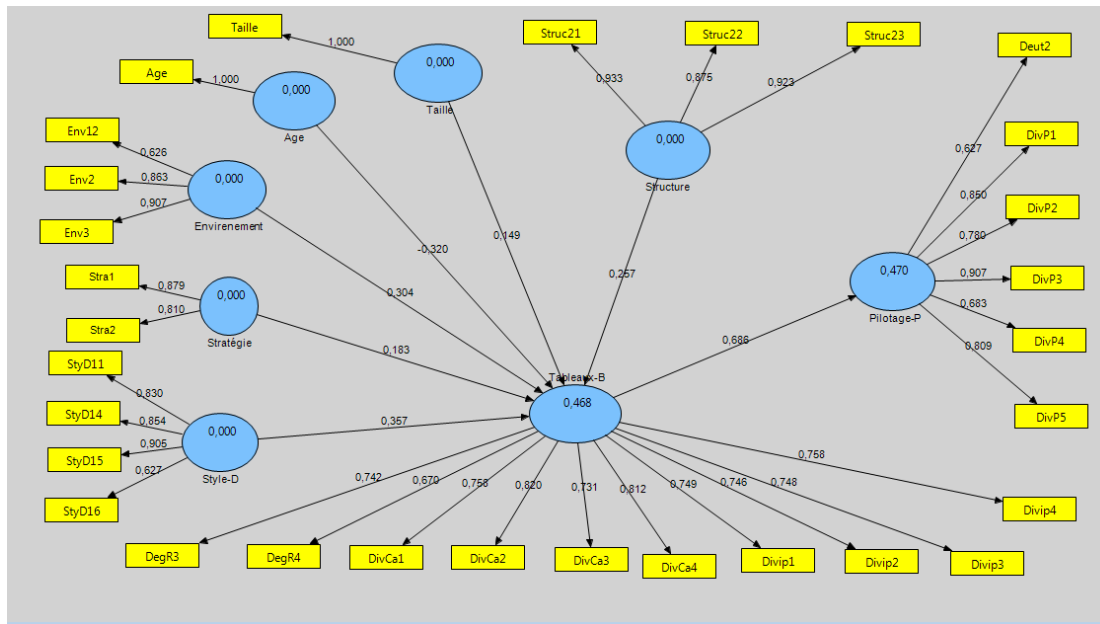 Taille
1,000
0,000
Taille
Age
1,000
0,000
Age
Struc21
Struc22
Struc23
0,933
0,875
0,923
0,000
Structure
Deut2
DivP1
DivP2
DivP3
DivP4
DivP5
0,627
0,850
0,780
0,907
0,683
0,809
0,470
Pilotage-P
Env12
Env2
Env3
0,626
0,863
0,907
0,000
Envirenement
-0,320
0,149
0,257
0,304
Stra1
Stra2
0,879
0,810
0,000
Stratégie
0,183
0,686
StyD11
StyD14
StyD15
StyD16
0,830
0,854
0,905
0,627
0,000
Style-D
0,357
Tableaux-B
0,468
0,742
0,670
0,820
0,731
0,812
0,749
0,746
0,748
0,758
DegR3
DegR4
DivCa1
DivCa2
DivCa3
DivCa4
Divip1
Divip2
Divip3
Divip4